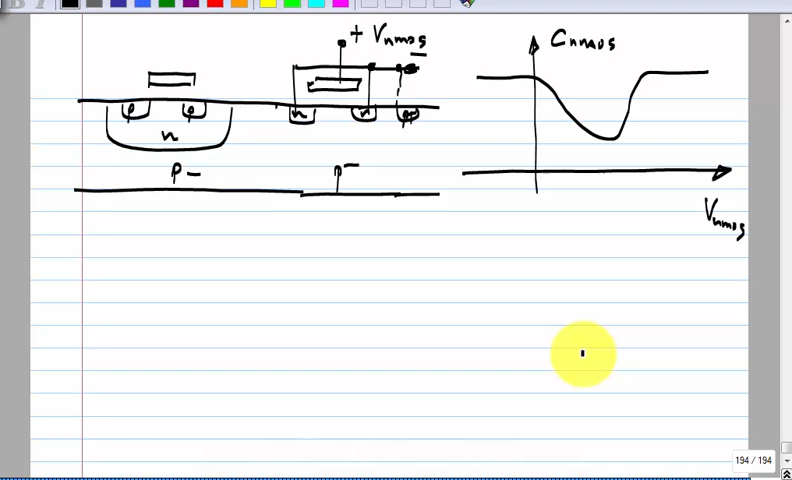 + Vnmos
Cnmos
p p
n
n n p+
p-
p-
Vnmos
194 / 194